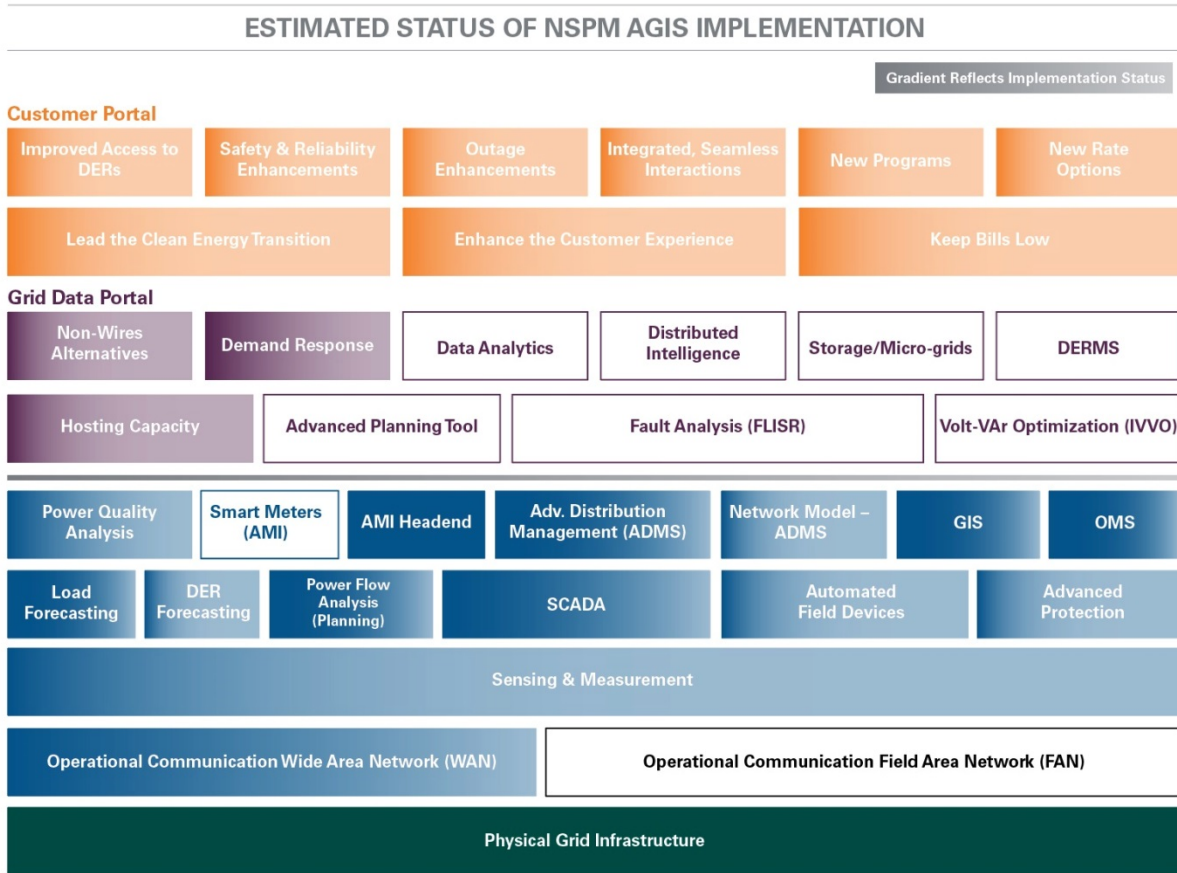 ESTIMATED STATUS OF NSPM AGIS IMPLEMENTATION
Gradient Reflects Implementation Status
Customer Portal
Improved Access to
DERs
Safety & Reliability
Enhancements
Outage
Enhancements
Integrated, Seamless
Interactions
New Programs
New Rate
Options
Lead the Clean Energy Transition
Enhance the Customer Experience
Keep Bills Low
Grid Data Portal
Non-Wires
Alternatives
Demand Response
Data Analytics
Distributed
Intelligence
Storage/Micro-grids
DERMS
Hosting Capacity
Advanced Planning Tool
Fault Analysis (FLISR)
Volt-VAr Optimization (IVVO)
Power Quality
Analysis
Smart Meters
(AMI)
AMI Headend
Adv. Distribution
Management (ADMS)
Network Model –
ADMS
GIS
OMS
Load
Forecasting
DER
Forecasting
Power Flow
Analysis
(Planning)
SCADA
Automated
Field Devices
Advanced
Protection
Sensing & Measurement
Operational Communication Wide Area Network (WAN)
Operational Communication Field Area Network (FAN)
Physical Grid Infrastructure